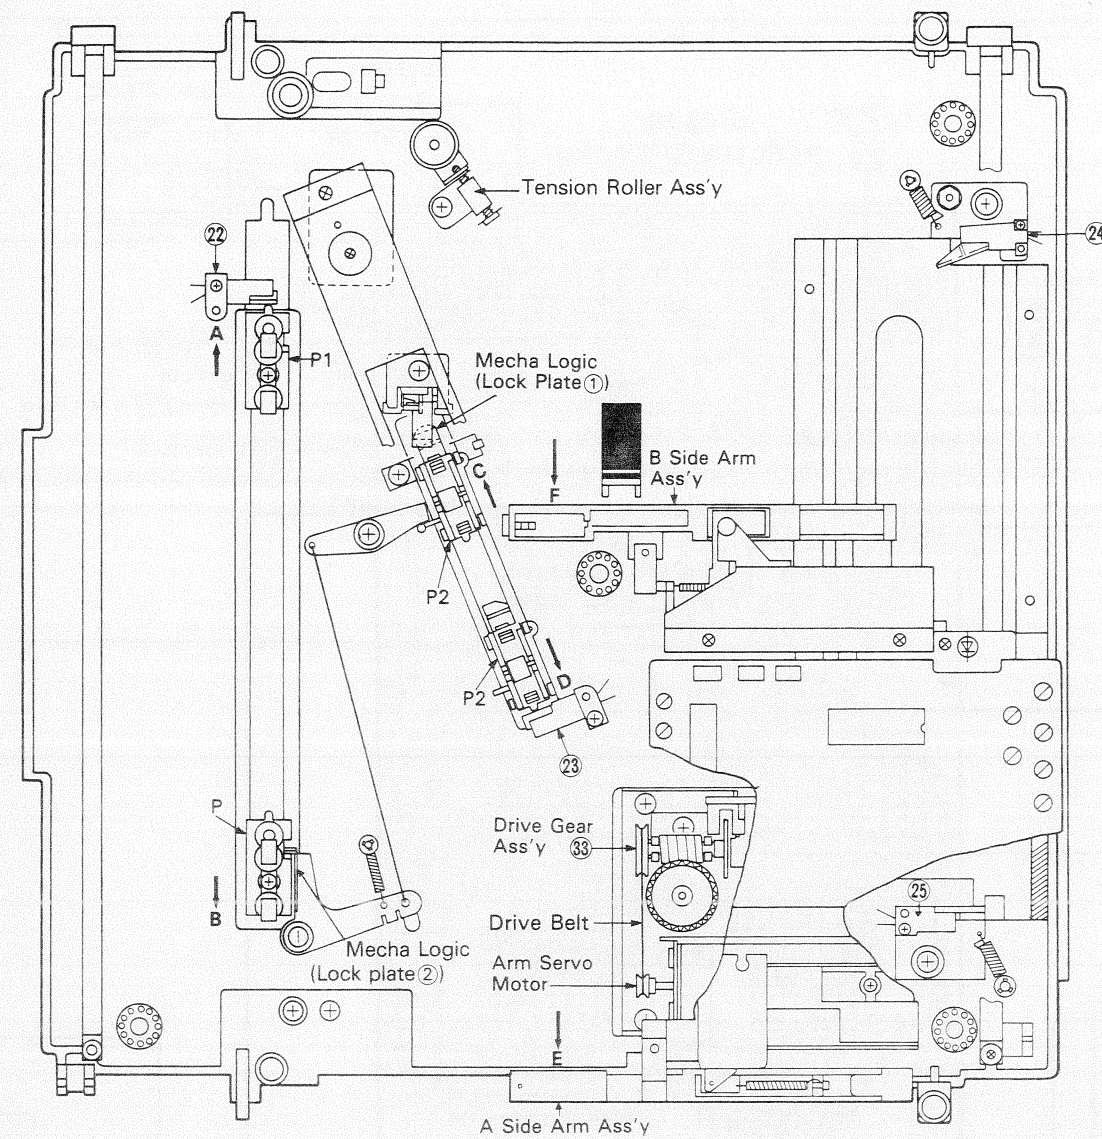 Tension Roller Ass'y
22
24
A
P1
Mecha Logic
(Lock Plate①)
C
F
B Side Arm
Ass'y
P2
P2
D
23
P
B
Drive Gear
Ass'y 33
25
Drive Belt
Mecha Logic
(Lock plate②)
Arm Servo
Motor
E
A Side Arm Ass'y